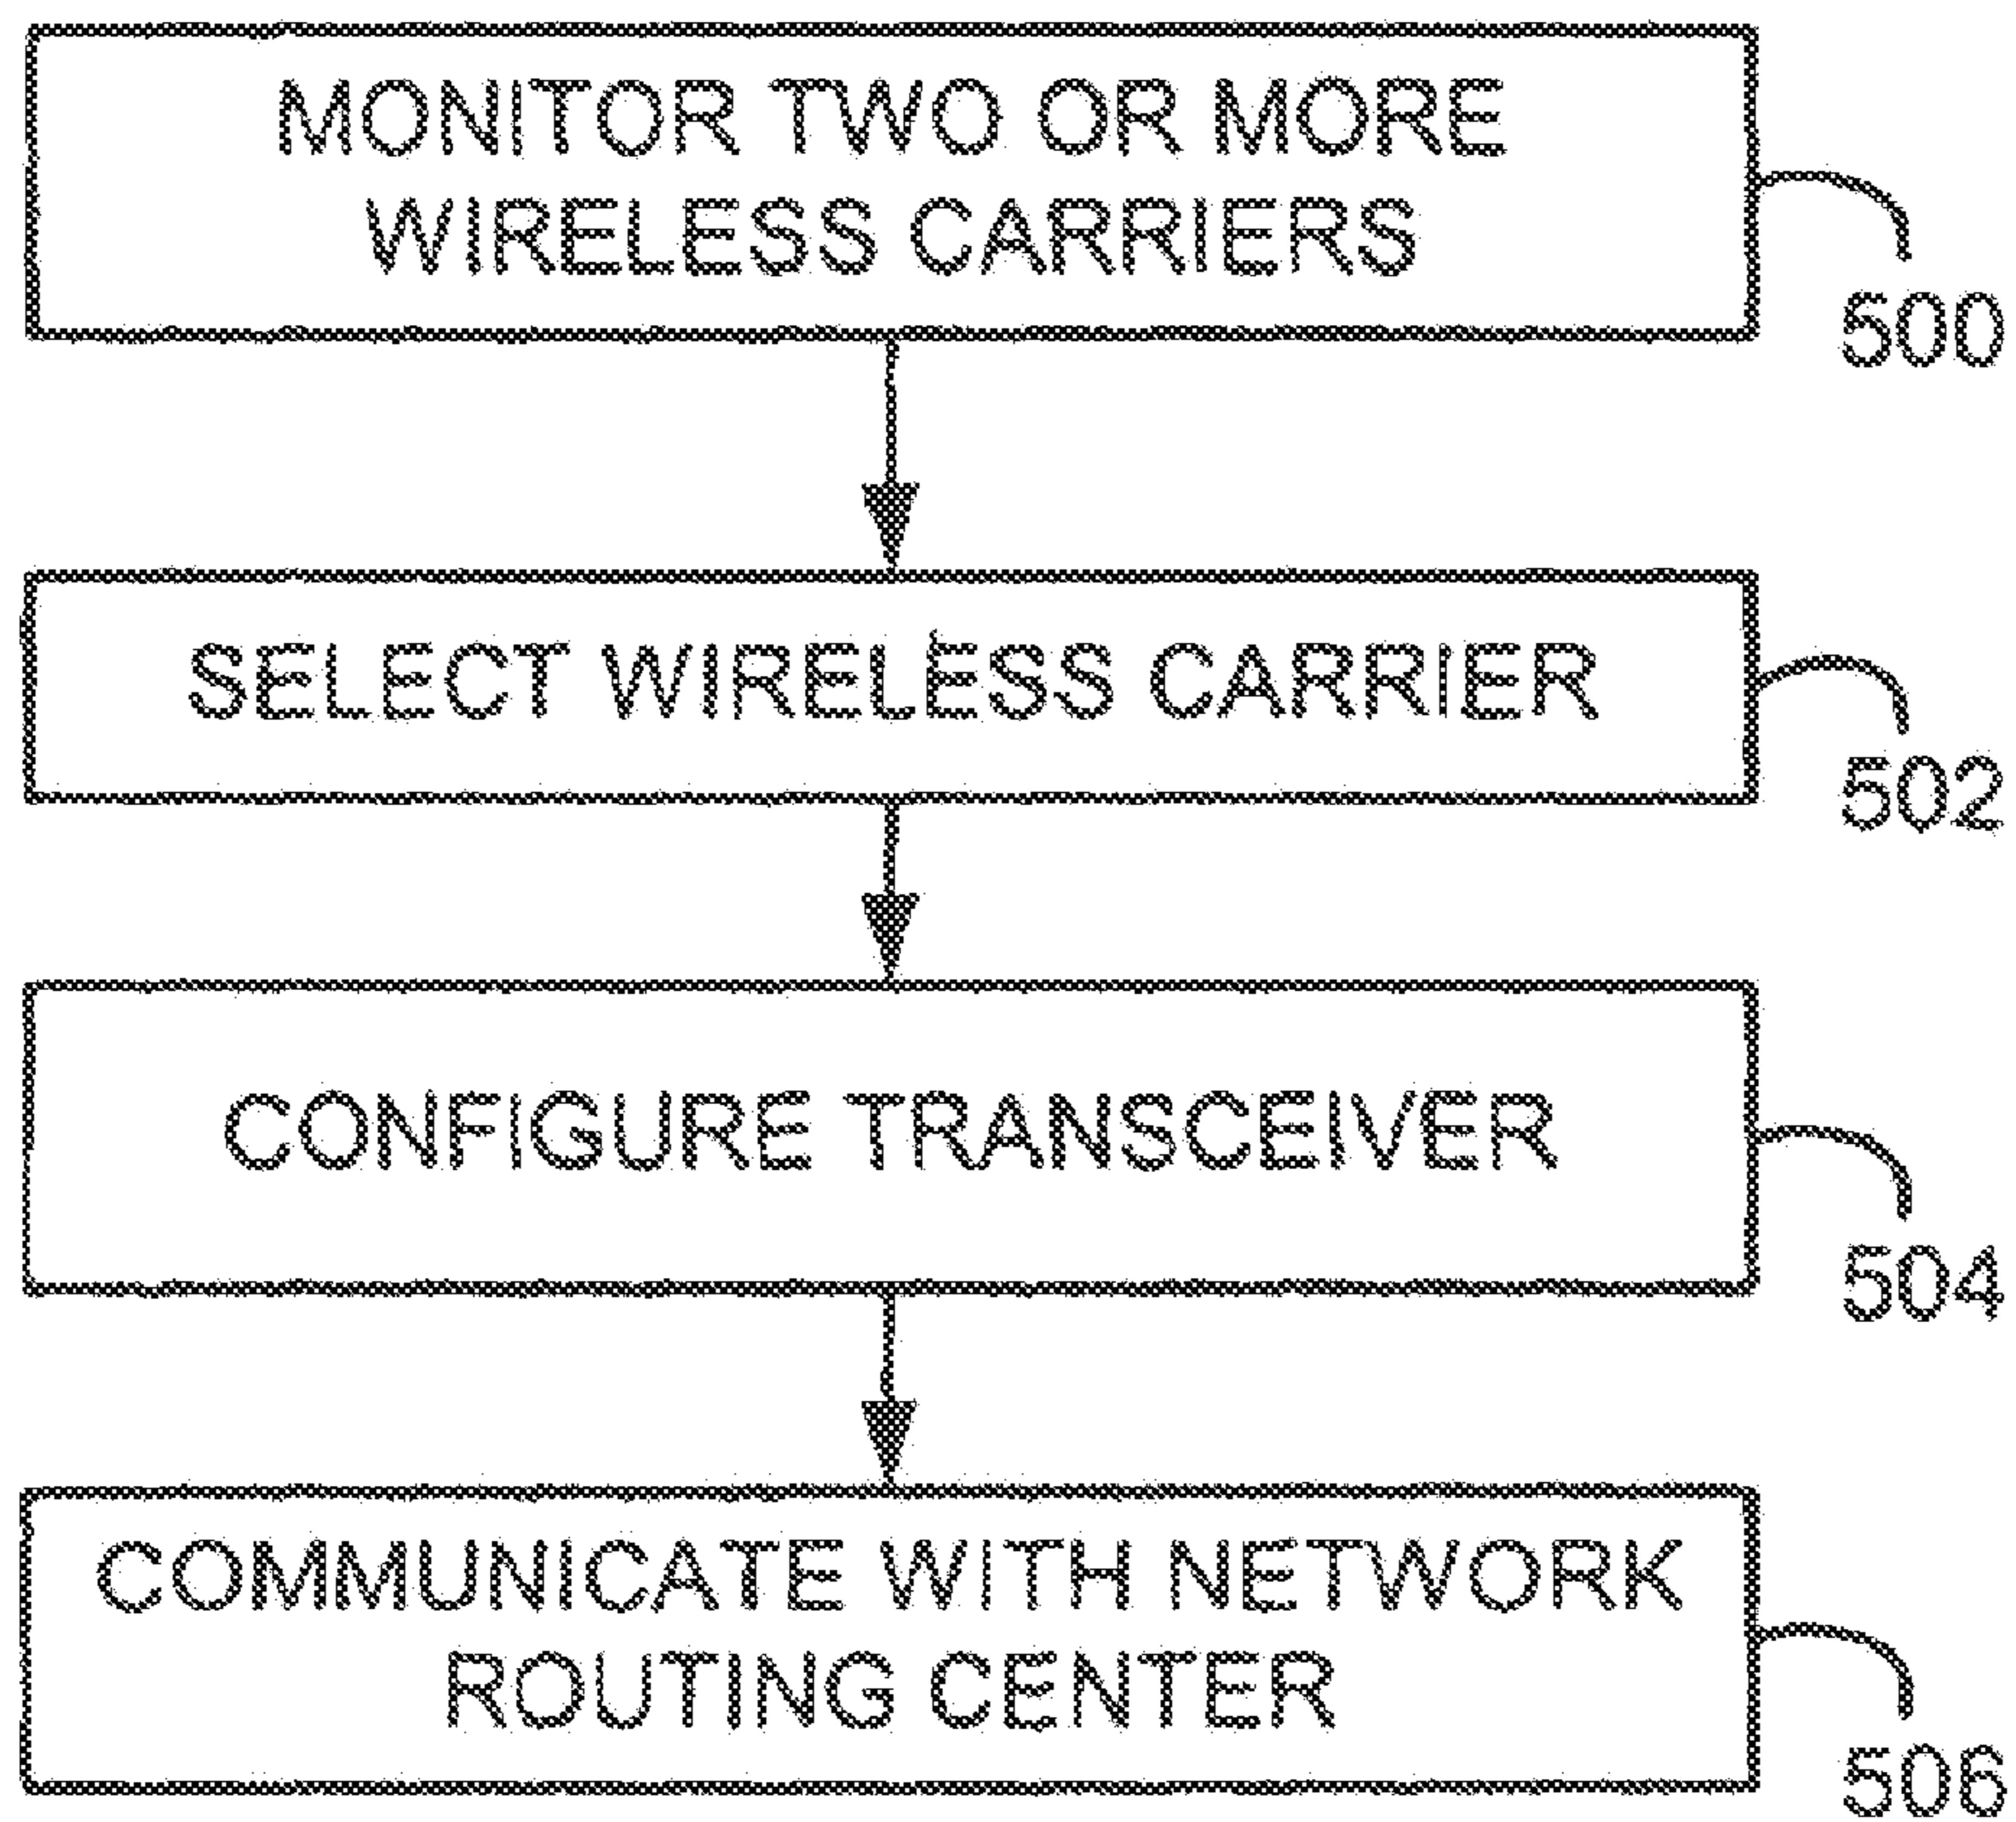 MONITOR TWO OR MORE
WIRELESS CARRIERS
500
SELECT WIRELESS CARRIER
502
CONFIGURE TRANSCEIVER
504
COMMUNICATE WITH NETWORK
ROUTING CENTER
506